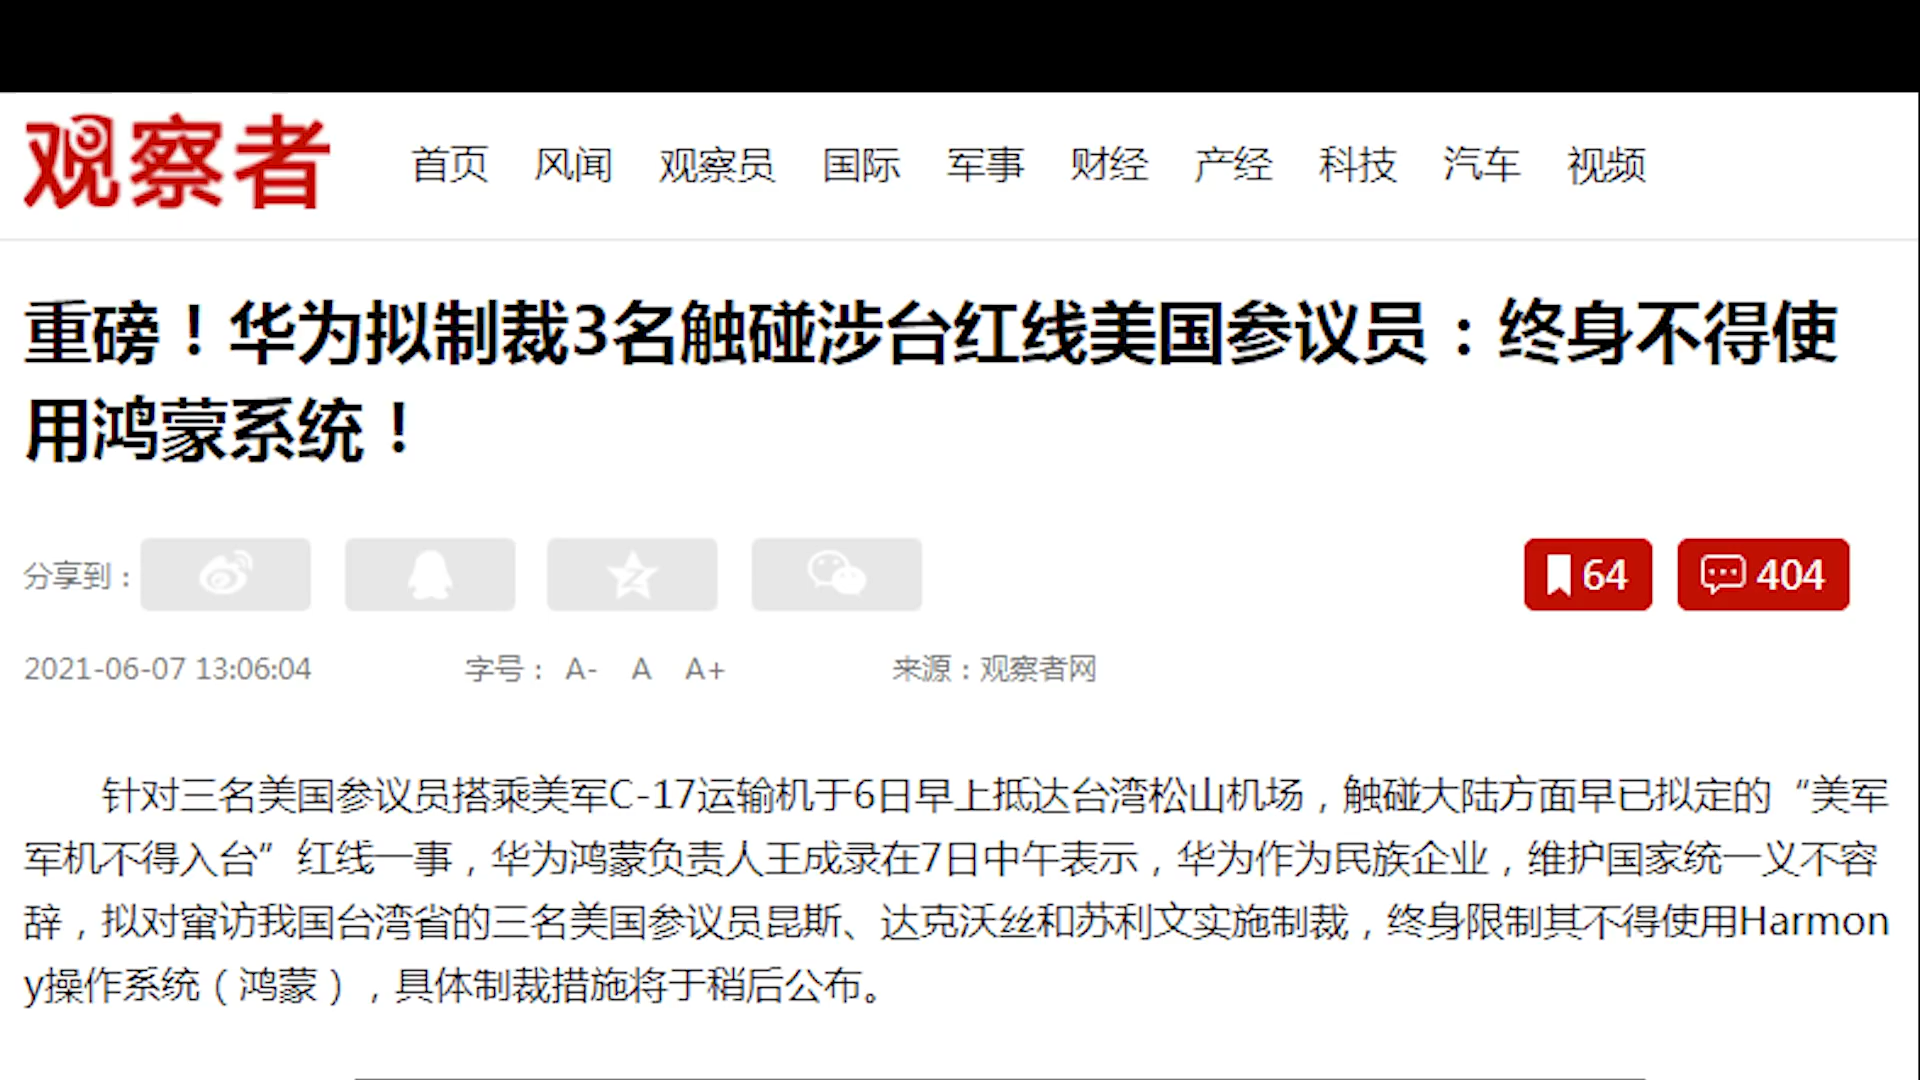 观察者 首页 风闻 观察员 国际 军事 财经 产经 科技 汽车 视频
重磅！华为拟制裁3名触碰涉台红线美国参议员：终身不得使
用鸿蒙系统！
分享到： 64 404
2021-06-07 13:06:04 字号： A- A A+ 来源：观察者网
针对三名美国参议员搭乘美军C-17运输机于6日早上抵达台湾松山机场，触碰大陆方面早已拟定的“美军
军机不得入台”红线一事，华为鸿蒙负责人王成录在7日中午表示，华为作为民族企业，维护国家统一义不容
辞，拟对窜访我国台湾省的三名美国参议员昆斯、达克沃丝和苏利文实施制裁，终身限制其不得使用Harmon
y操作系统（鸿蒙），具体制裁措施将于稍后公布。